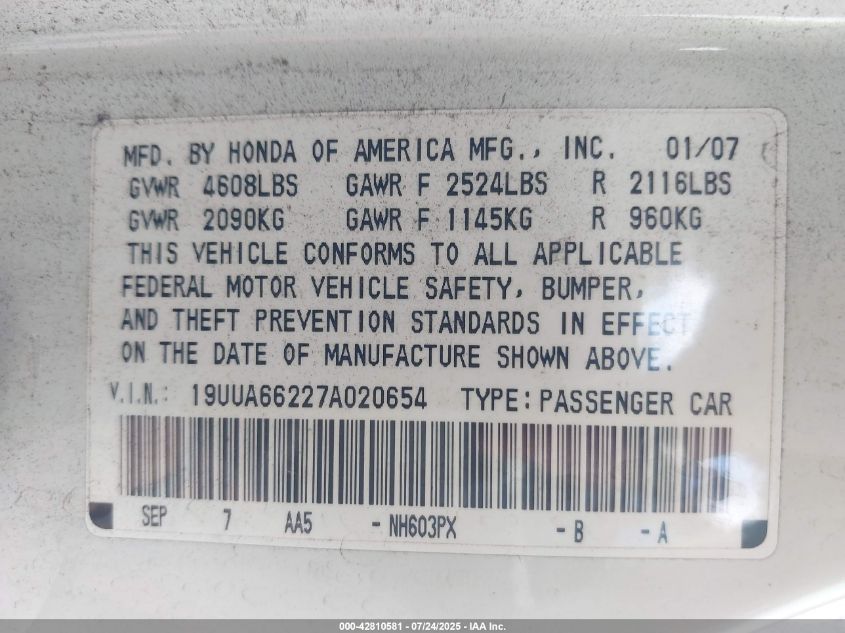 MFD. BY HONDA OF AMERICA MFG., INC. 01/07
GVWR 4608LBS GAWR F 2524LBS R 2116LBS
GVWR 2090KG GAWR F 1145KG R 960KG
THIS VEHICLE CONFORMS TO ALL APPLICABLE
FEDERAL MOTOR VEHICLE SAFETY, BUMPER,
AND THEFT PREVENTION STANDARDS IN EFFECT
ON THE DATE OF MANUFACTURE SHOWN ABOVE.
V.I.N.: 19UUA66227A020654 TYPE: PASSENGER CAR
SEP 7 AA5 - NH603PX - B - A
000-42810581 - 07/24/2025 - IAA Inc.